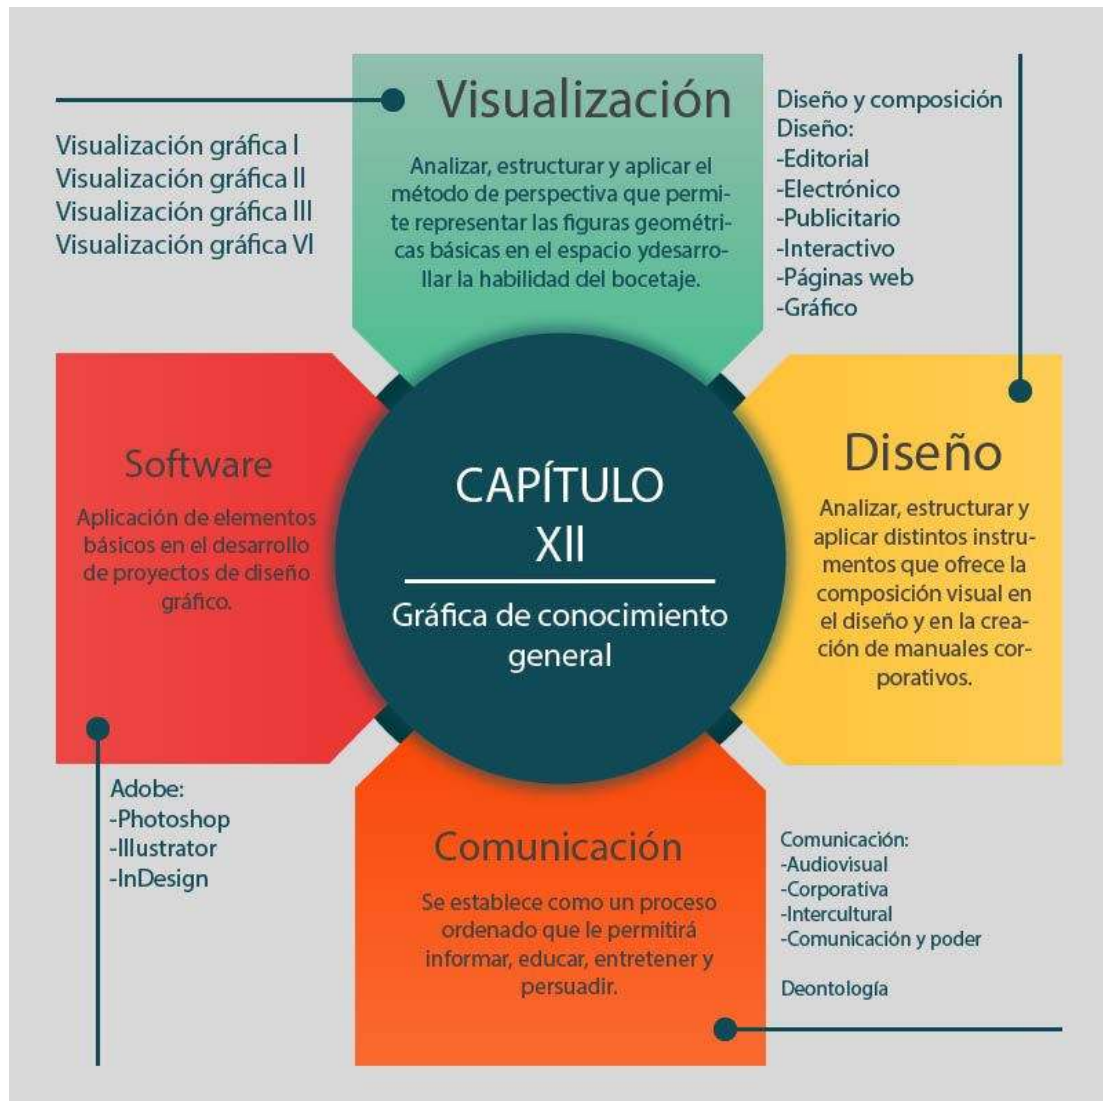 Visualización
Analizar, estructurar y aplicar el
método de perspectiva que permi-
te representar las figuras geométri-
cas básicas en el espacio ydesarro-
llar la habilidad del bocetaje.
Visualización gráfica I
Visualización gráfica II
Visualización gráfica III
Visualización gráfica VI
Diseño y composición
Diseño:
-Editorial
-Electrónico
-Publicitario
-Interactivo
-Páginas web
-Gráfico
Software
Aplicación de elementos
básicos en el desarrollo
de proyectos de diseño
gráfico.
CAPÍTULO
XII
Gráfica de conocimiento
general
Diseño
Analizar, estructurar y
aplicar distintos instru-
mentos que ofrece la
composición visual en
el diseño y en la crea-
ción de manuales cor-
porativos.
Adobe:
-Photoshop
-Illustrator
-InDesign
Comunicación
Se establece como un proceso
ordenado que le permitirá
informar, educar, entretener y
persuadir.
Comunicación:
-Audiovisual
-Corporativa
-Intercultural
-Comunicación y poder
Deontología